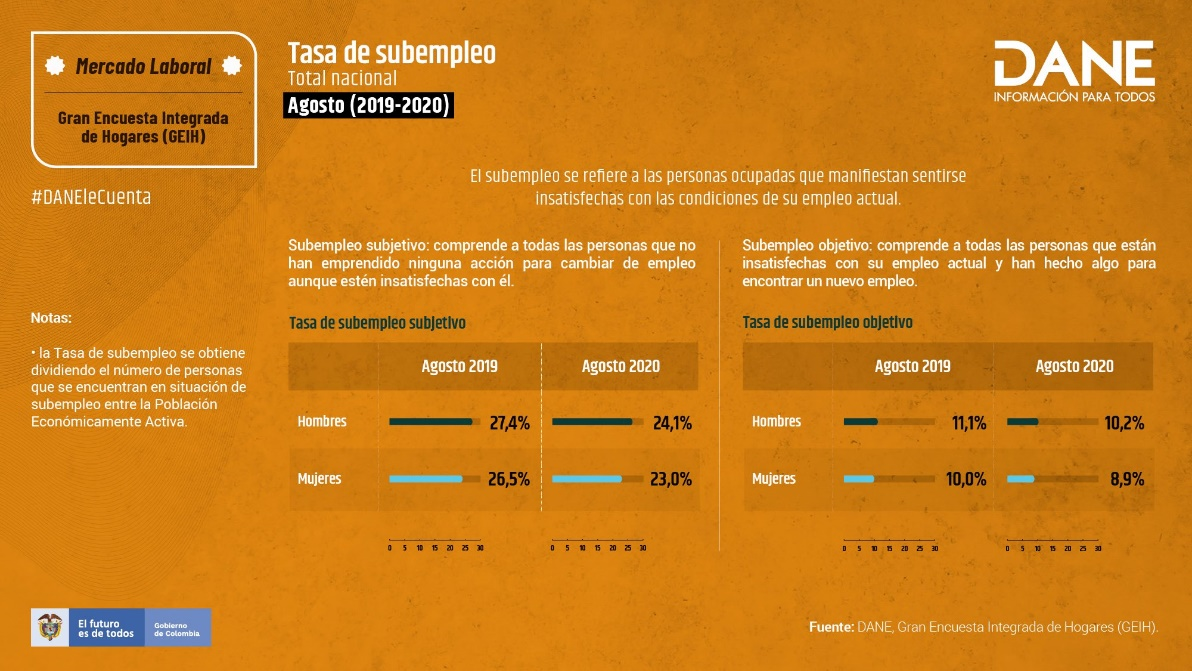 Mercado Laboral
Gran Encuesta Integrada
de Hogares (GEIH)
#DANEleCuenta
Tasa de subempleo
Total nacional
Agosto (2019-2020)
DANE
INFORMACIÓN PARA TODOS
El subempleo se refiere a las personas ocupadas que manifiestan sentirse
insatisfechas con las condiciones de su empleo actual.
Subempleo subjetivo: comprende a todas las personas que no
han emprendido ninguna acción para cambiar de empleo
aunque estén insatisfechas con él.
Tasa de subempleo subjetivo
Agosto 2019 Agosto 2020
Hombres 27,4% 24,1%
Mujeres 26,5% 23,0%
0 5 10 15 20 25 30 0 5 10 15 20 25 30
Subempleo objetivo: comprende a todas las personas que están
insatisfechas con su empleo actual y han hecho algo para
encontrar un nuevo empleo.
Tasa de subempleo objetivo
Agosto 2019 Agosto 2020
Hombres 11,1% 10,2%
Mujeres 10,0% 8,9%
0 5 10 15 20 25 30 0 5 10 15 20 25 30
Notas:
• la Tasa de subempleo se obtiene
dividiendo el número de personas
que se encuentran en situación de
subempleo entre la Población
Económicamente Activa.
El futuro
es de todos
Gobierno
de Colombia
Fuente: DANE, Gran Encuesta Integrada de Hogares (GEIH).